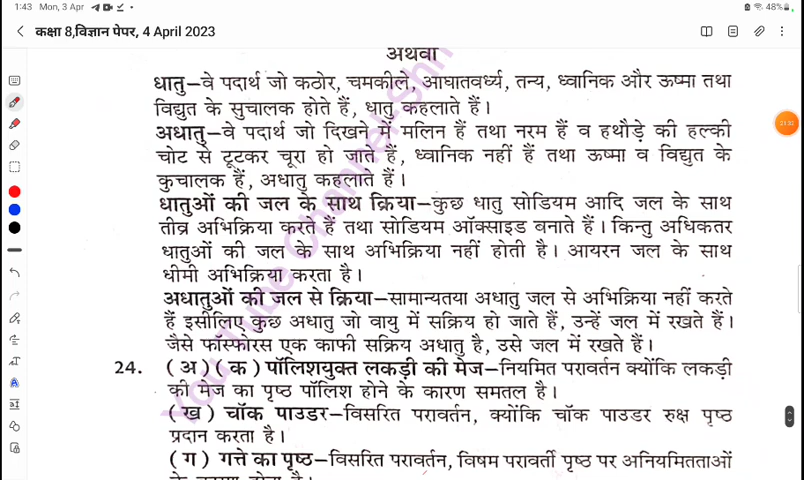 1:43 Mon, 3 Apr
48%
कक्षा 8,विज्ञान पेपर, 4 April 2023
अथवा
धातु–वे पदार्थ जो कठोर, चमकीले, आघातवर्ध्य, तन्य, ध्वानिक और ऊष्मा तथा
विद्युत के सुचालक होते हैं, धातु कहलाते हैं।
अधातु–वे पदार्थ जो दिखने में मलिन हैं तथा नरम हैं व हथौड़े की हल्की
चोट से टूटकर चूरा हो जाते हैं, ध्वानिक नहीं हैं तथा ऊष्मा व विद्युत के
कुचालक हैं, अधातु कहलाते हैं।
धातुओं की जल के साथ क्रिया–कुछ धातु सोडियम आदि जल के साथ
तीव्र अभिक्रिया करते हैं तथा सोडियम ऑक्साइड बनाते हैं। किन्तु अधिकतर
धातुओं की जल के साथ अभिक्रिया नहीं होती है। आयरन जल के साथ
धीमी अभिक्रिया करता है।
अधातुओं की जल से क्रिया–सामान्यतया अधातु जल से अभिक्रिया नहीं करते
हैं इसीलिए कुछ अधातु जो वायु में सक्रिय हो जाते हैं, उन्हें जल में रखते हैं।
जैसे फॉस्फोरस एक काफी सक्रिय अधातु है, उसे जल में रखते हैं।
24. (अ) (क) पॉलिशयुक्त लकड़ी की मेज–नियमित परावर्तन क्योंकि लकड़ी
की मेज का पृष्ठ पॉलिश होने के कारण समतल है।
(ख) चॉक पाउडर–विसरित परावर्तन, क्योंकि चॉक पाउडर रुक्ष पृष्ठ
प्रदान करता है।
(ग) गत्ते का पृष्ठ–विसरित परावर्तन, विषम परावर्ती पृष्ठ पर अनियमितताओं
You Tube Channel-Shri